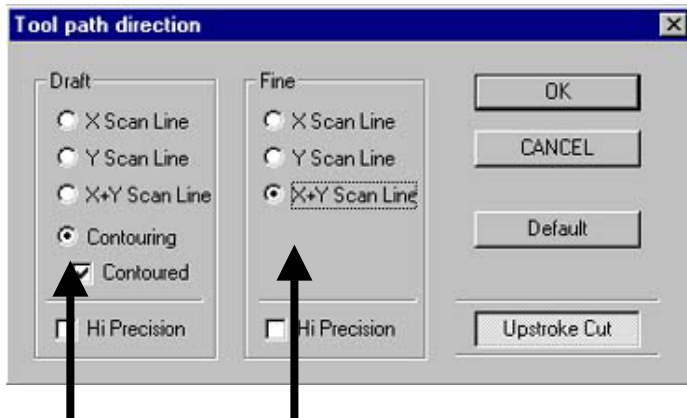 Tool path direction
Draft
X Scan Line
Y Scan Line
X+Y Scan Line
Contouring
Contoured
Hi Precision
Fine
X Scan Line
Y Scan Line
X+Y Scan Line
Hi Precision
OK
CANCEL
Default
Upstroke Cut